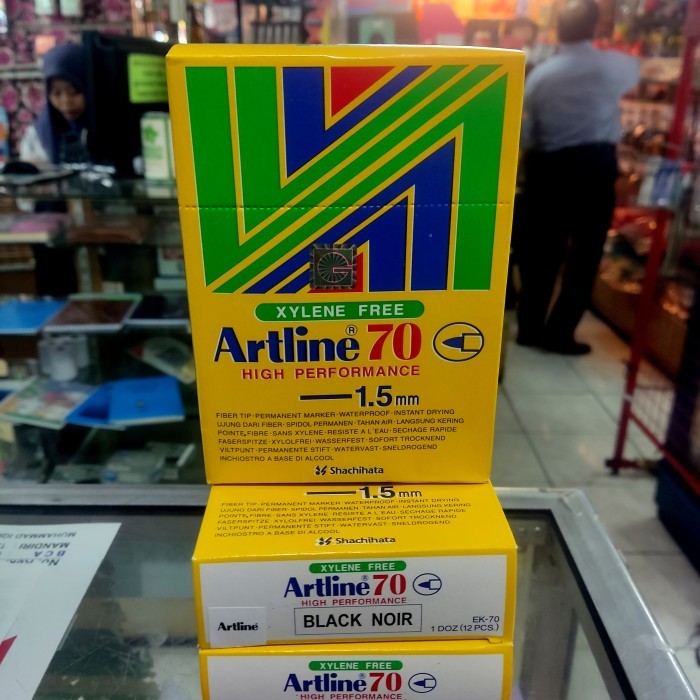 XYLENE FREE
Artline® 70
HIGH PERFORMANCE
1.5mm
FIBER TIP·PERMANENT MARKER·WATERPROOF·INSTANT DRYING
UJUNG DARI FIBER·SPIDOL PERMANEN·TAHAN AIR·LANGSUNG KERING
POINTE FIBRE·SANS XYLENE·RESISTE A L'EAU·SECHAGE RAPIDE
FASERSPITZE·XYLOLFREI·WASSERFEST·SOFORT TROCKNEND
VILTPUNT·PERMANENTE STIFT·WATERVAST·SNELDROGEND
INCHIOSTRO A BASE DI ALCOOL
Shachihata
1.5mm
FIBER TIP·PERMANENT MARKER·WATERPROOF·INSTANT DRYING
UJUNG DARI FIBER·SPIDOL PERMANEN·TAHAN AIR·LANGSUNG KERING
POINTE FIBRE·SANS XYLENE·RESISTE A L'EAU·SECHAGE RAPIDE
FASERSPITZE·XYLOLFREI·WASSERFEST·SOFORT TROCKNEND
VILTPUNT·PERMANENTE STIFT·WATERVAST·SNELDROGEND
INCHIOSTRO A BASE DI ALCOOL
Shachihata
XYLENE FREE
Artline® 70
HIGH PERFORMANCE
Artline
BLACK NOIR
EK-70
1 DOZ (12 PCS.)
XYLENE FREE
Artline® 70
HIGH PERFORMANCE
No. Rek.
BCA
MANDIRI
MUHAMMAD